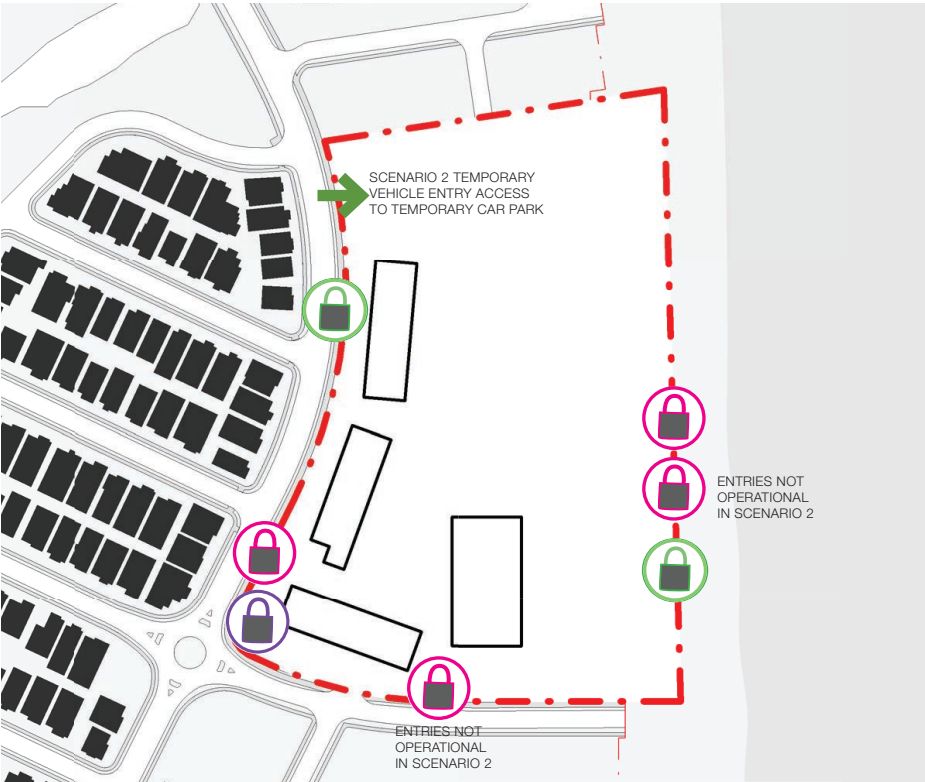 SCENARIO 2 TEMPORARY
VEHICLE ENTRY ACCESS
TO TEMPORARY CAR PARK
ENTRIES NOT
OPERATIONAL
IN SCENARIO 2
ENTRIES NOT
OPERATIONAL
IN SCENARIO 2